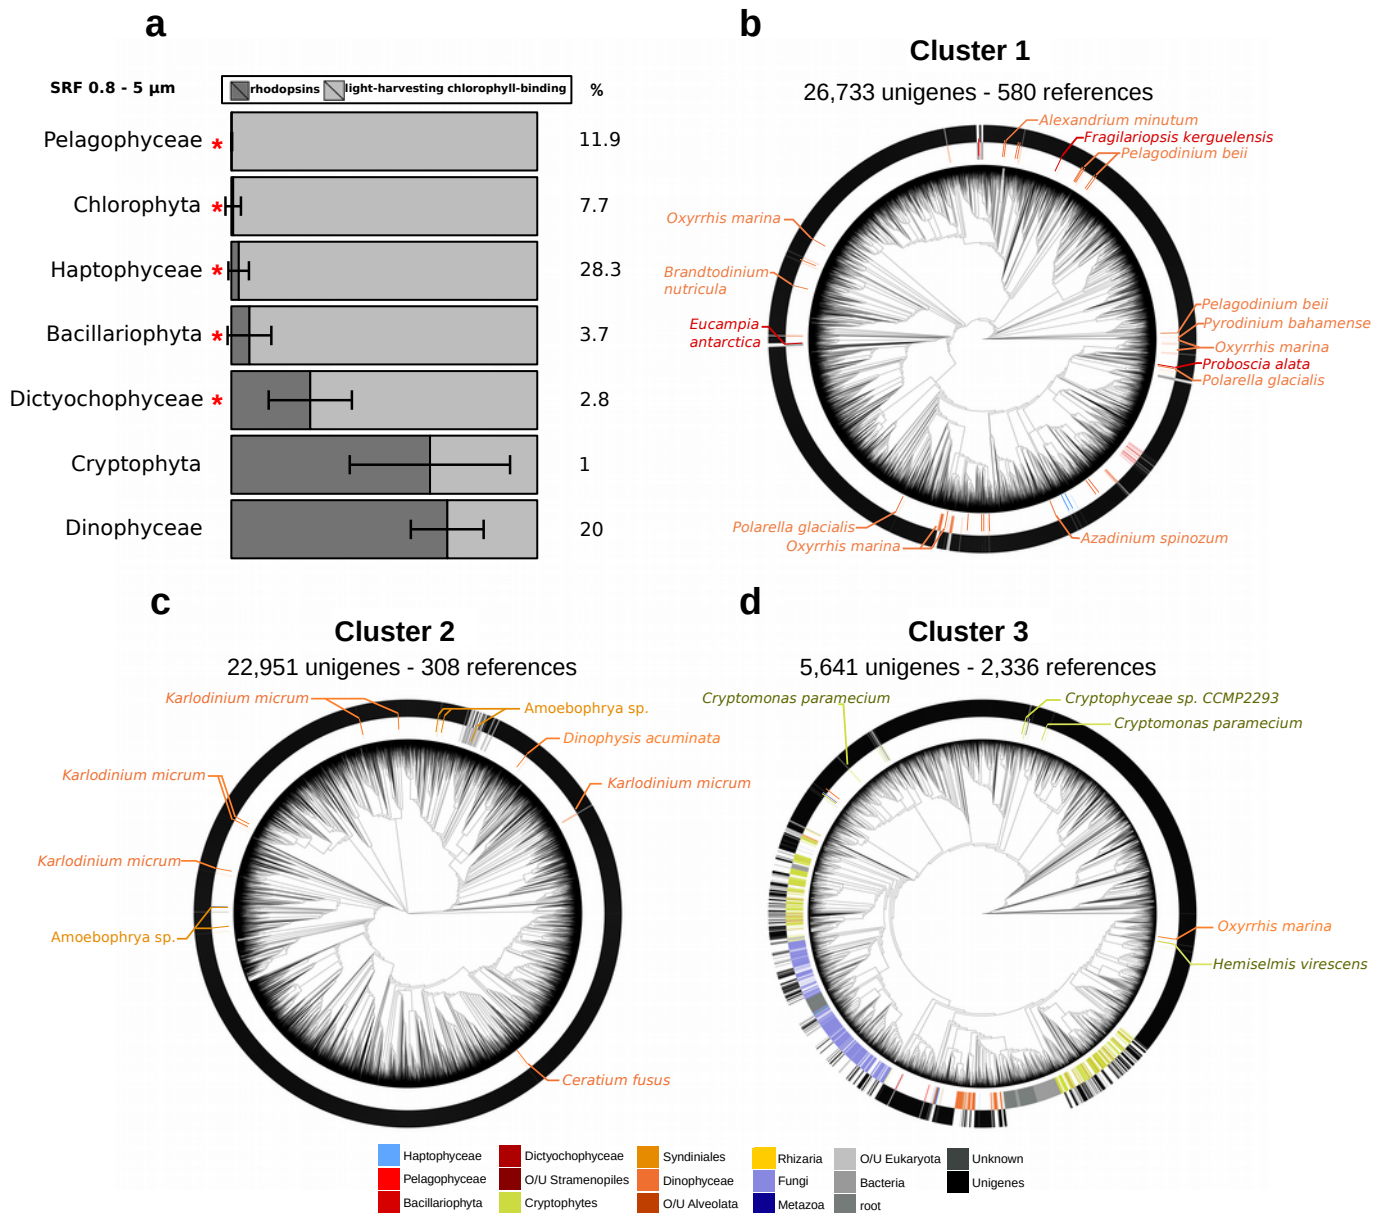 a
SRF 0.8 - 5 µm
rhodopsins
light-harvesting chlorophyll-binding
%
Pelagophyceae * 11.9
Chlorophyta * 7.7
Haptophyceae * 28.3
Bacillariophyta * 3.7
Dictyochophyceae * 2.8
Cryptophyta 1
Dinophyceae 20
b
Cluster 1
26,733 unigenes - 580 references
Alexandrium minutum
Fragilariopsis kerguelensis
Pelagodinium beii
Oxyrrhis marina
Brandtodinium
nutricula
Eucampia
antarctica
Pelagodinium beii
Pyrodinium bahamense
Oxyrrhis marina
Proboscia alata
Polarella glacialis
Polarella glacialis
Oxyrrhis marina
Azadinium spinozum
c
Cluster 2
22,951 unigenes - 308 references
Karlodinium micrum
Amoebophrya sp.
Dinophysis acuminata
Karlodinium micrum
Karlodinium micrum
Karlodinium micrum
Amoebophrya sp.
Ceratium fusus
d
Cluster 3
5,641 unigenes - 2,336 references
Cryptomonas paramecium
Cryptophyceae sp. CCMP2293
Cryptomonas paramecium
Oxyrrhis marina
Hemiselmis virescens
Haptophyceae
Pelagophyceae
Bacillariophyta
Dictyochophyceae
O/U Stramenopiles
Cryptophytes
Syndiniales
Dinophyceae
O/U Alveolata
Rhizaria
Fungi
Metazoa
O/U Eukaryota
Bacteria
root
Unknown
Unigenes